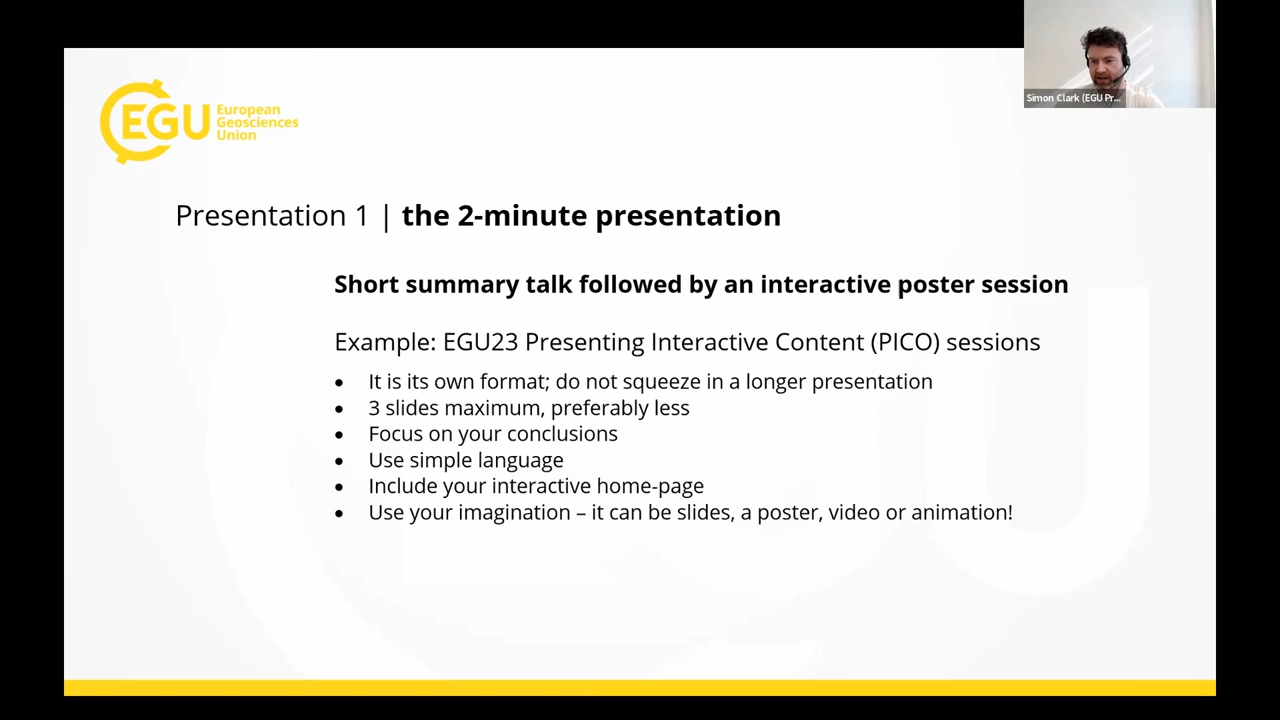 Simon Clark (EGU Pr...
EGU
European
Geosciences
Union
Presentation 1 | the 2-minute presentation
Short summary talk followed by an interactive poster session
Example: EGU23 Presenting Interactive Content (PICO) sessions
• It is its own format; do not squeeze in a longer presentation
• 3 slides maximum, preferably less
• Focus on your conclusions
• Use simple language
• Include your interactive home-page
• Use your imagination – it can be slides, a poster, video or animation!